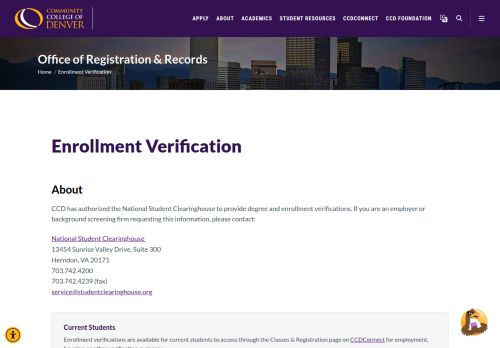 COMMUNITY
COLLEGE OF
DENVER
APPLY ABOUT ACADEMICS STUDENT RESOURCES CCDCONNECT CCD FOUNDATION
Office of Registration & Records
Home / Enrollment Verification
Enrollment Verification
About
CCD has authorized the National Student Clearinghouse to provide degree and enrollment verifications. If you are an employer or
background screening firm requesting this information, please contact:
National Student Clearinghouse
13454 Sunrise Valley Drive, Suite 300
Herndon, VA 20171
703.742.4200
703.742.4239 (fax)
service@studentclearinghouse.org
Current Students
Enrollment verifications are available for current students to access through the Classes & Registration page on CCDConnect for employment,